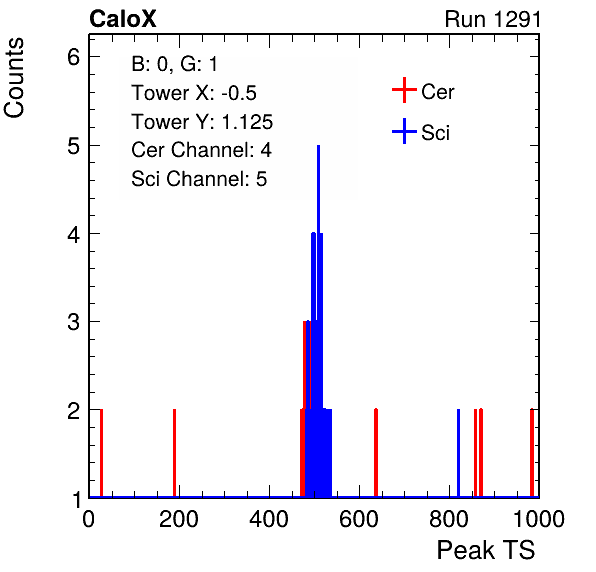 CaloX Run 1291
Counts
B: 0, G: 1
Tower X: -0.5
Tower Y: 1.125
Cer Channel: 4
Sci Channel: 5
Cer
Sci
6
5
4
3
2
1
0 200 400 600 800 1000
Peak TS